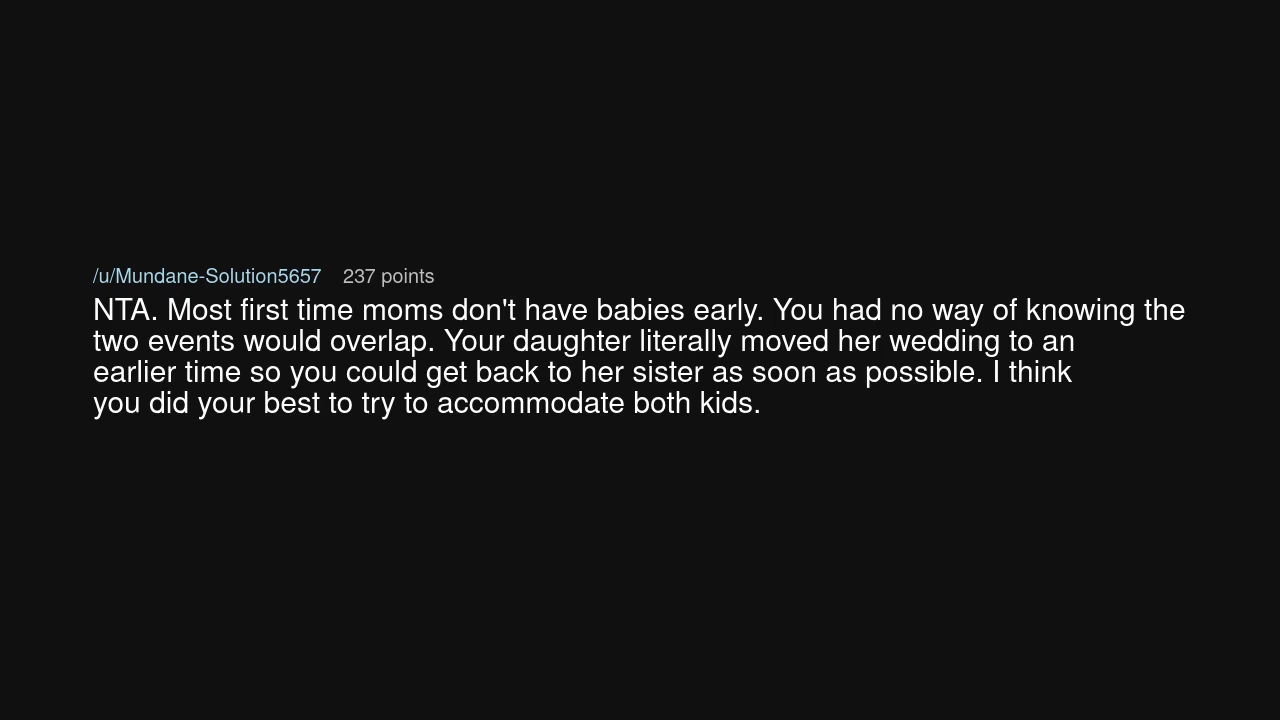 /u/Mundane-Solution5657 237 points
NTA. Most first time moms don't have babies early. You had no way of knowing the
two events would overlap. Your daughter literally moved her wedding to an
earlier time so you could get back to her sister as soon as possible. I think
you did your best to try to accommodate both kids.